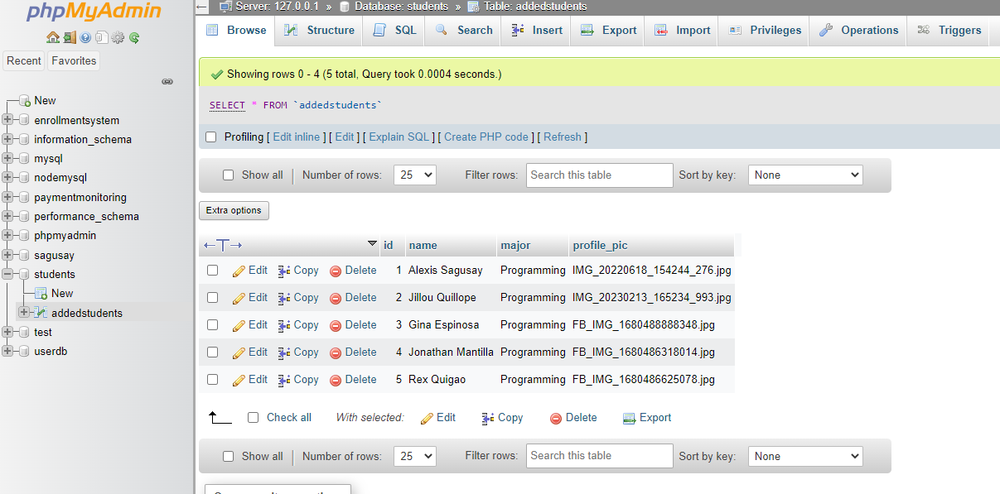 phpMyAdmin
Recent Favorites
New
enrollmentsystem
information_schema
mysql
nodemysql
paymentmonitoring
performance_schema
phpmyadmin
sagusay
students
New
addedstudents
test
userdb
Server: 127.0.0.1 » Database: students » Table: addedstudents
Browse Structure SQL Search Insert Export Import Privileges Operations Triggers
Showing rows 0 - 4 (5 total, Query took 0.0004 seconds.)
SELECT * FROM `addedstudents`
Profiling [ Edit inline ] [ Edit ] [ Explain SQL ] [ Create PHP code ] [ Refresh ]
Show all Number of rows: 25 Filter rows: Search this table Sort by key: None
Extra options
id name major profile_pic
Edit Copy Delete 1 Alexis Sagusay Programming IMG_20220618_154244_276.jpg
Edit Copy Delete 2 Jillou Quillope Programming IMG_20230213_165234_993.jpg
Edit Copy Delete 3 Gina Espinosa Programming FB_IMG_1680488888348.jpg
Edit Copy Delete 4 Jonathan Mantilla Programming FB_IMG_1680486318014.jpg
Edit Copy Delete 5 Rex Quigao Programming FB_IMG_1680486625078.jpg
Check all With selected: Edit Copy Delete Export
Show all Number of rows: 25 Filter rows: Search this table Sort by key: None